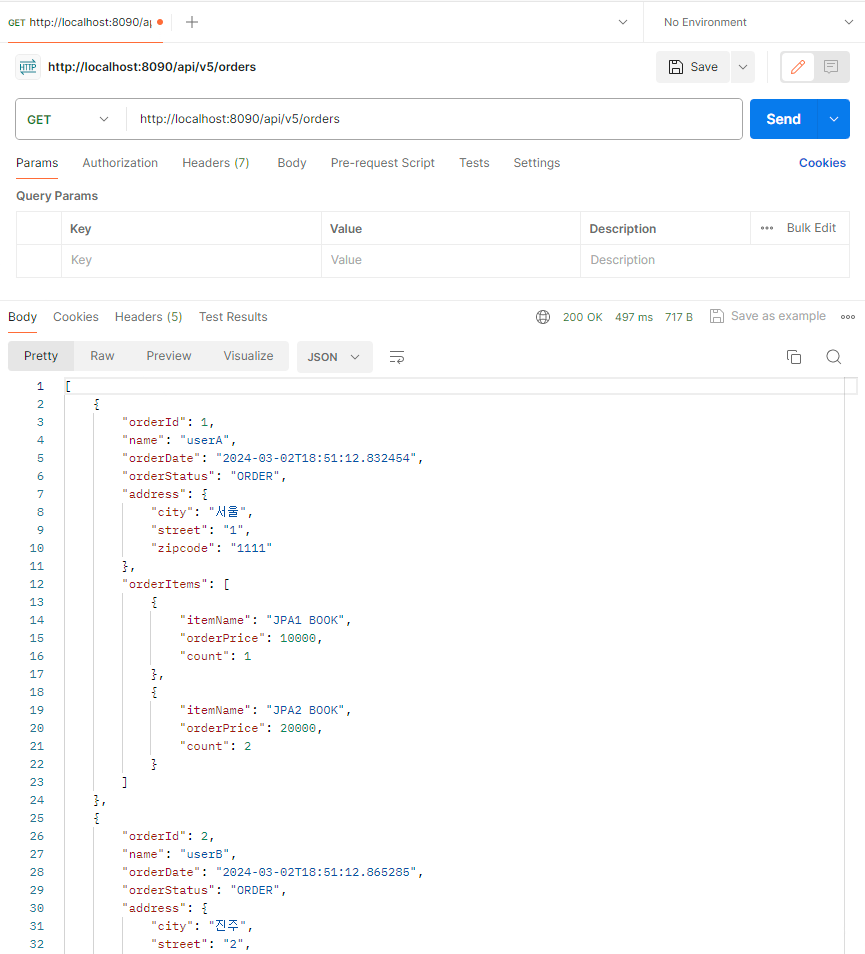 GET http://localhost:8090/ap
No Environment
HTTP http://localhost:8090/api/v5/orders
Save
GET http://localhost:8090/api/v5/orders
Send
Params Authorization Headers (7) Body Pre-request Script Tests Settings Cookies
Query Params
Key Value Description ••• Bulk Edit
Key Value Description
Body Cookies Headers (5) Test Results 200 OK 497 ms 717 B Save as example
Pretty Raw Preview Visualize JSON
1 [
2 {
3 "orderId": 1,
4 "name": "userA",
5 "orderDate": "2024-03-02T18:51:12.832454",
6 "orderStatus": "ORDER",
7 "address": {
8 "city": "서울",
9 "street": "1",
10 "zipcode": "1111"
11 },
12 "orderItems": [
13 {
14 "itemName": "JPA1 BOOK",
15 "orderPrice": 10000,
16 "count": 1
17 },
18 {
19 "itemName": "JPA2 BOOK",
20 "orderPrice": 20000,
21 "count": 2
22 }
23 ]
24 },
25 {
26 "orderId": 2,
27 "name": "userB",
28 "orderDate": "2024-03-02T18:51:12.865285",
29 "orderStatus": "ORDER",
30 "address": {
31 "city": "진주",
32 "street": "2",